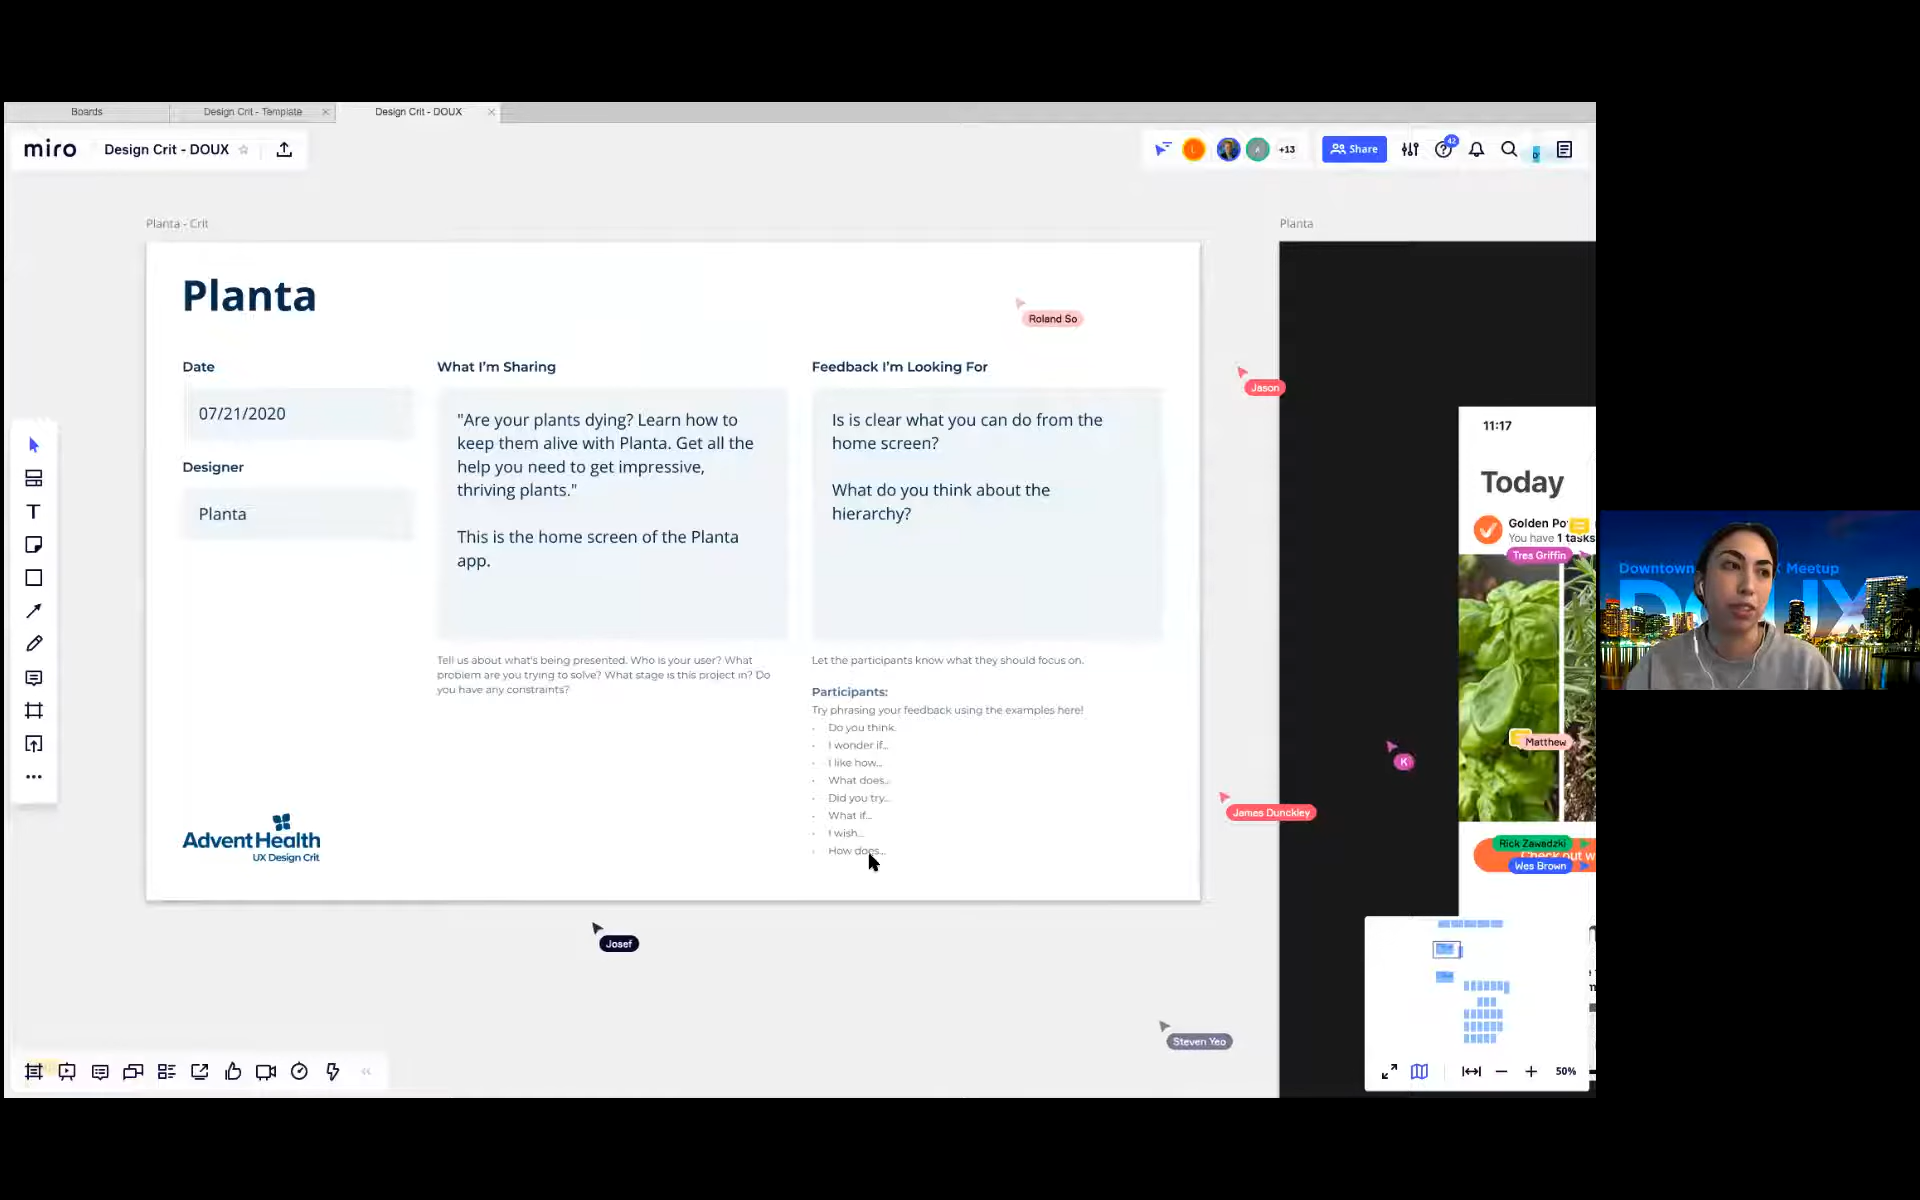 Boards
Design Crit - Template
Design Crit - DOUX
miro
Design Crit - DOUX
L
A
+13
Share
42
Planta - Crit
Planta
Planta
Roland So
Date
What I'm Sharing
Feedback I'm Looking For
Jason
07/21/2020
"Are your plants dying? Learn how to
keep them alive with Planta. Get all the
help you need to get impressive,
thriving plants."
This is the home screen of the Planta
app.
Is is clear what you can do from the
home screen?
What do you think about the
hierarchy?
Designer
Planta
11:17
Today
Golden Po
You have 1 tasks
Tres Griffin
Downtown
X Meetup
DOUX
Tell us about what's being presented. Who is your user? What
problem are you trying to solve? What stage is this project in? Do
you have any constraints?
Let the participants know what they should focus on.
Participants:
Try phrasing your feedback using the examples here!
Do you think
I wonder if...
I like how...
What does...
Did you try...
What if...
I wish...
How does...
Matthew
K
James Dunckley
Rick Zawadzki
Check out w
Wes Brown
AdventHealth
UX Design Crit
Josef
Steven Yeo
50%